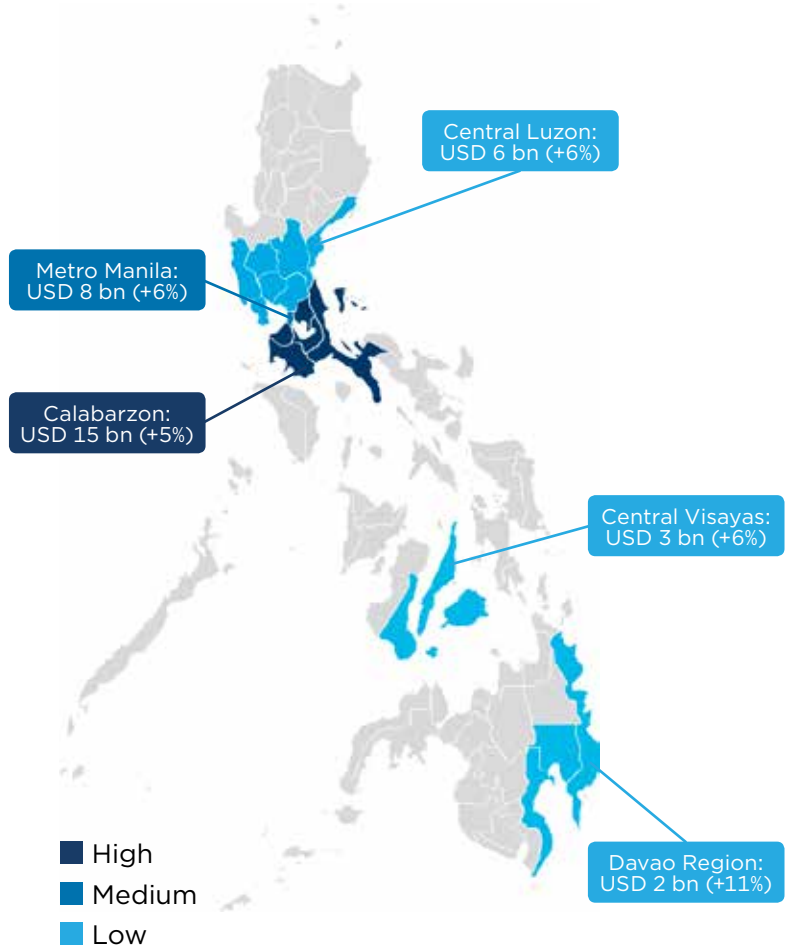 Central Luzon:
USD 6 bn (+6%)
Metro Manila:
USD 8 bn (+6%)
Calabarzon:
USD 15 bn (+5%)
Central Visayas:
USD 3 bn (+6%)
Davao Region:
USD 2 bn (+11%)
High
Medium
Low